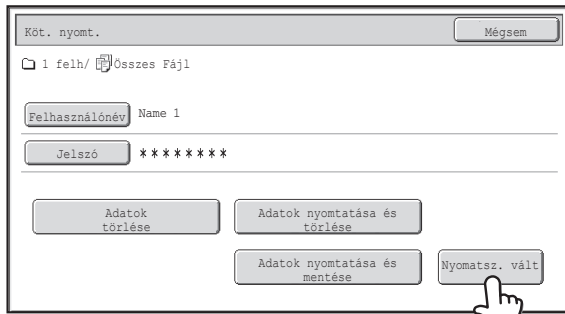 Köt. nyomt.
Mégsem
1 felh/ Összes Fájl
Felhasználónév Name 1
Jelszó ********
Adatok
törlése
Adatok nyomtatása és
törlése
Adatok nyomtatása és
mentése
Nyomatsz. vált